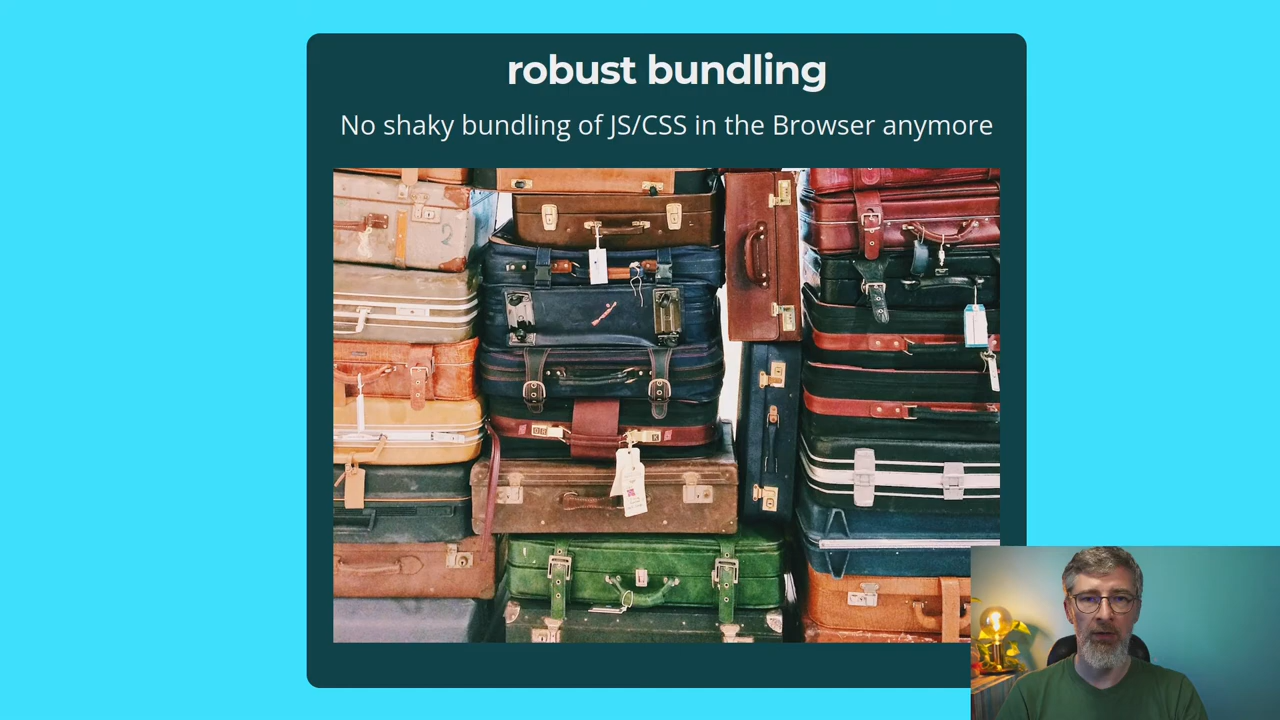 robust bundling
No shaky bundling of JS/CSS in the Browser anymore